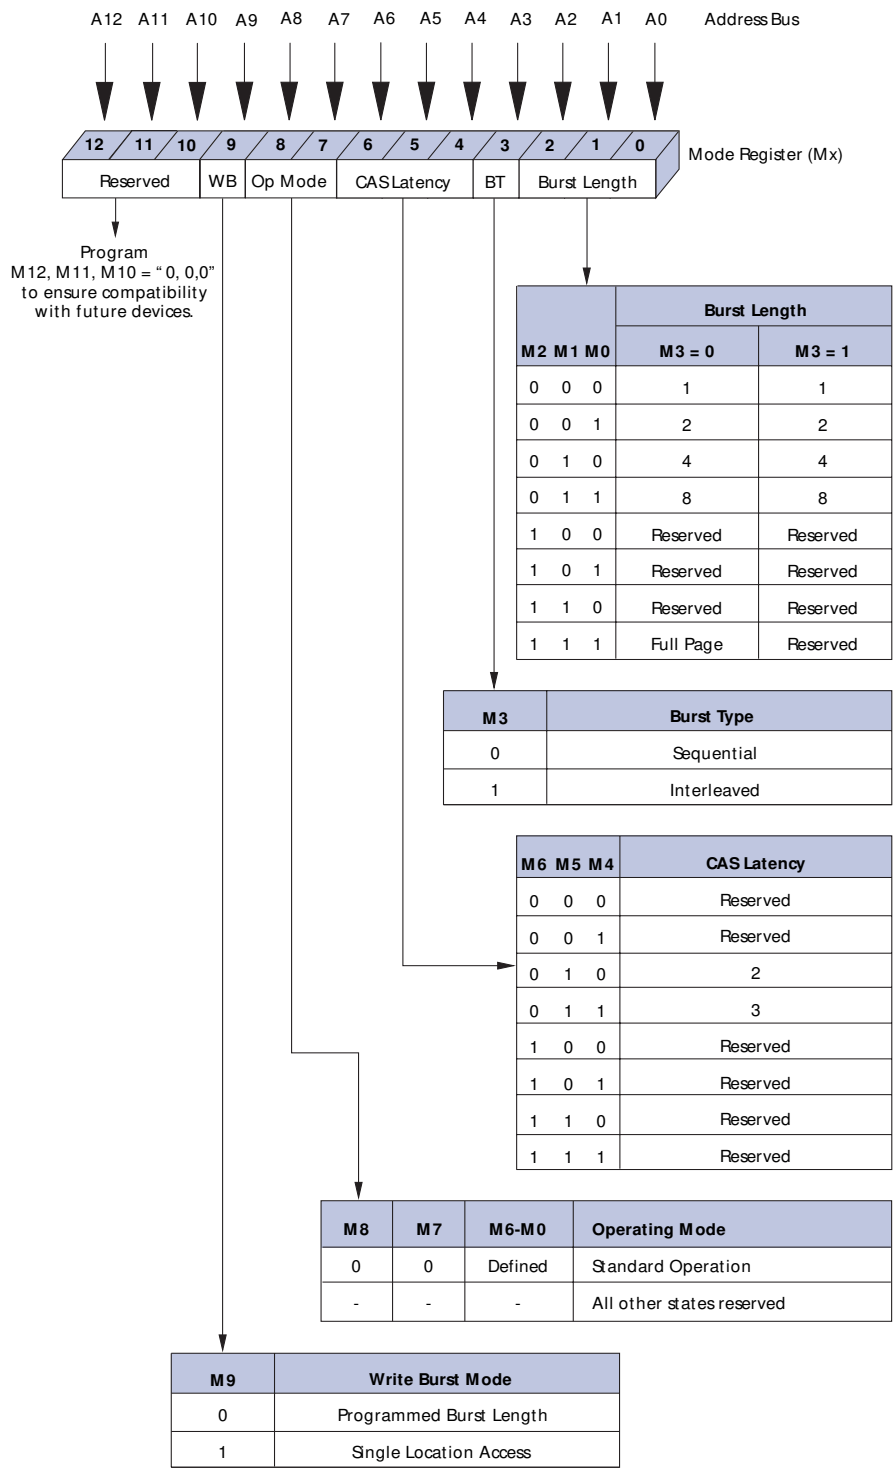 A12 A11 A10 A9 A8 A7 A6 A5 A4 A3 A2 A1 A0 Address Bus
12 11 10 9 8 7 6 5 4 3 2 1 0
Mode Register (Mx)
Reserved WB Op Mode CAS Latency BT Burst Length
Program
M12, M11, M10 = “0, 0,0”
to ensure compatibility
with future devices.
Burst Length
M2 M1 M0 M3 = 0 M3 = 1
0 0 0 1 1
0 0 1 2 2
0 1 0 4 4
0 1 1 8 8
1 0 0 Reserved Reserved
1 0 1 Reserved Reserved
1 1 0 Reserved Reserved
1 1 1 Full Page Reserved
M3 Burst Type
0 Sequential
1 Interleaved
M6 M5 M4 CAS Latency
0 0 0 Reserved
0 0 1 Reserved
0 1 0 2
0 1 1 3
1 0 0 Reserved
1 0 1 Reserved
1 1 0 Reserved
1 1 1 Reserved
M8 M7 M6-M0 Operating Mode
0 0 Defined Standard Operation
- - - All other states reserved
M9 Write Burst Mode
0 Programmed Burst Length
1 Single Location Access